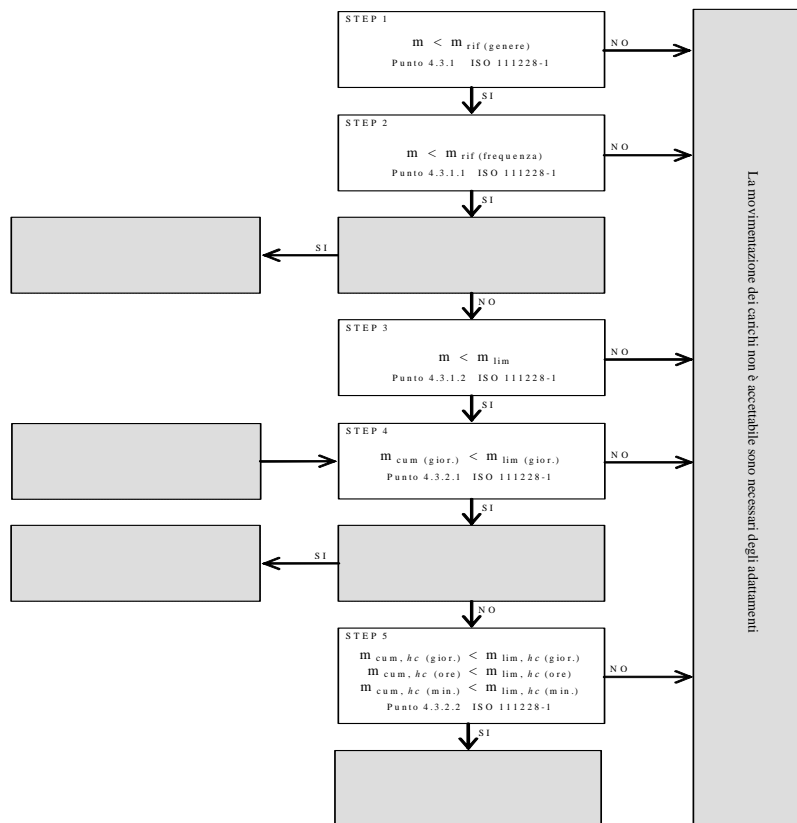 STEP 1
m < m rif (genere)
Punto 4.3.1 ISO 111228-1
NO
SI
STEP 2
m < m rif (frequenza)
Punto 4.3.1.1 ISO 111228-1
NO
SI
SI
NO
STEP 3
m < m lim
Punto 4.3.1.2 ISO 111228-1
NO
SI
STEP 4
m cum (gior.) < m lim (gior.)
Punto 4.3.2.1 ISO 111228-1
NO
SI
SI
NO
STEP 5
m cum, hc (gior.) < m lim, hc (gior.)
m cum, hc (ore) < m lim, hc (ore)
m cum, hc (min.) < m lim, hc (min.)
Punto 4.3.2.2 ISO 111228-1
NO
SI
La movimentazione dei carichi non è accettabile sono necessari degli adattamenti